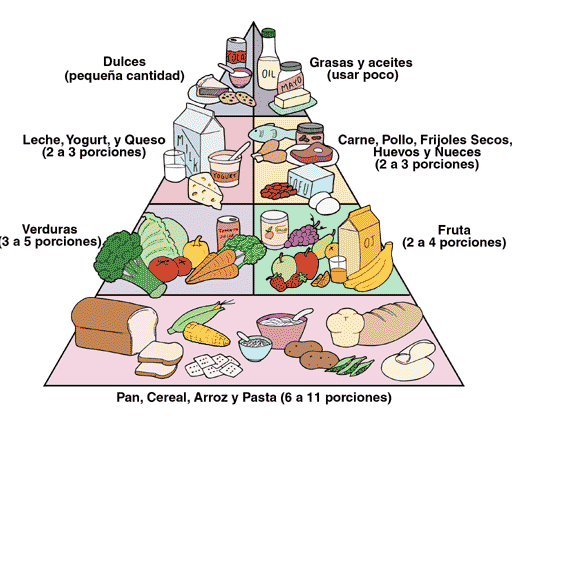 Dulces
(pequeña cantidad)
Grasas y aceites
(usar poco)
COLA
OIL
MAYO
Leche, Yogurt, y Queso
(2 a 3 porciones)
Carne, Pollo, Frijoles Secos,
Huevos y Nueces
(2 a 3 porciones)
MILK
YOGURT
TOFU
Verduras
(3 a 5 porciones)
Fruta
(2 a 4 porciones)
TOMATO
JUICE
OJ
Pan, Cereal, Arroz y Pasta (6 a 11 porciones)